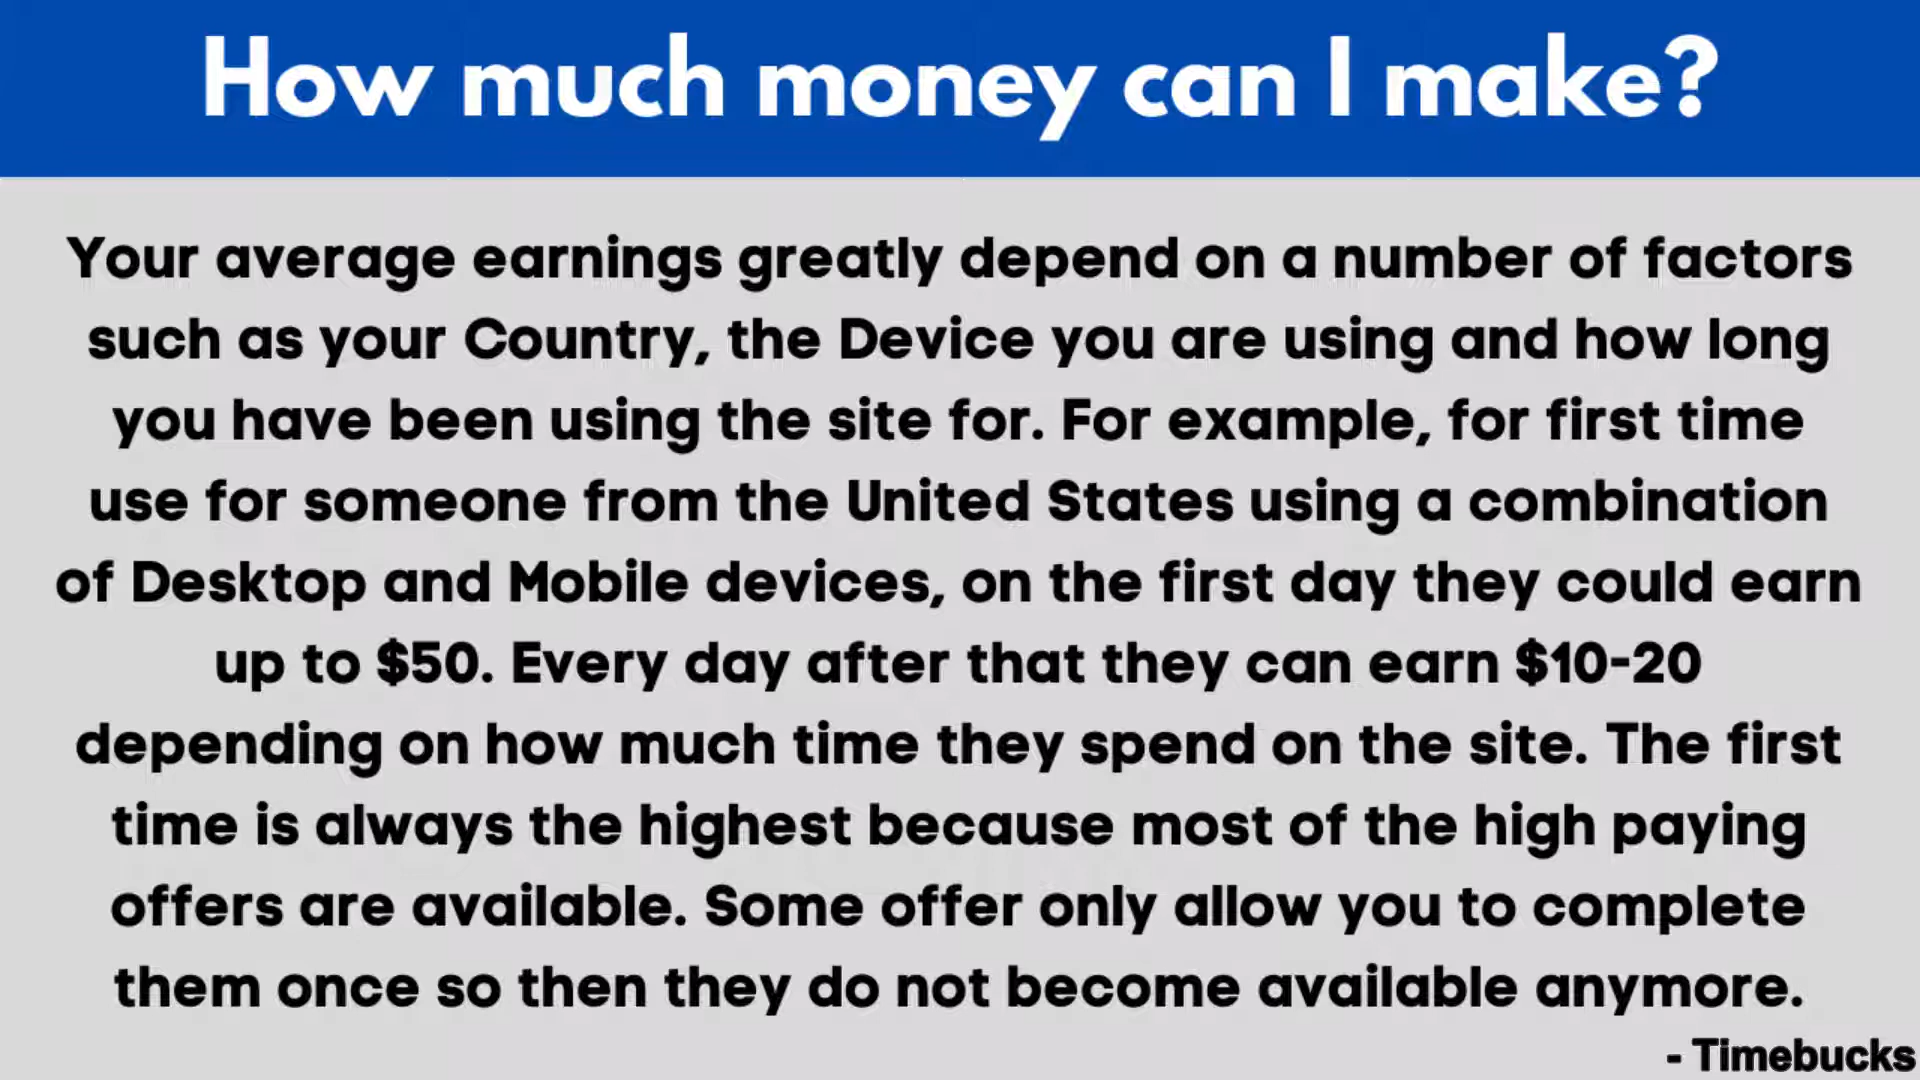 How much money can I make?
Your average earnings greatly depend on a number of factors
such as your Country, the Device you are using and how long
you have been using the site for. For example, for first time
use for someone from the United States using a combination
of Desktop and Mobile devices, on the first day they could earn
up to $50. Every day after that they can earn $10-20
depending on how much time they spend on the site. The first
time is always the highest because most of the high paying
offers are available. Some offer only allow you to complete
them once so then they do not become available anymore.
- Timebucks